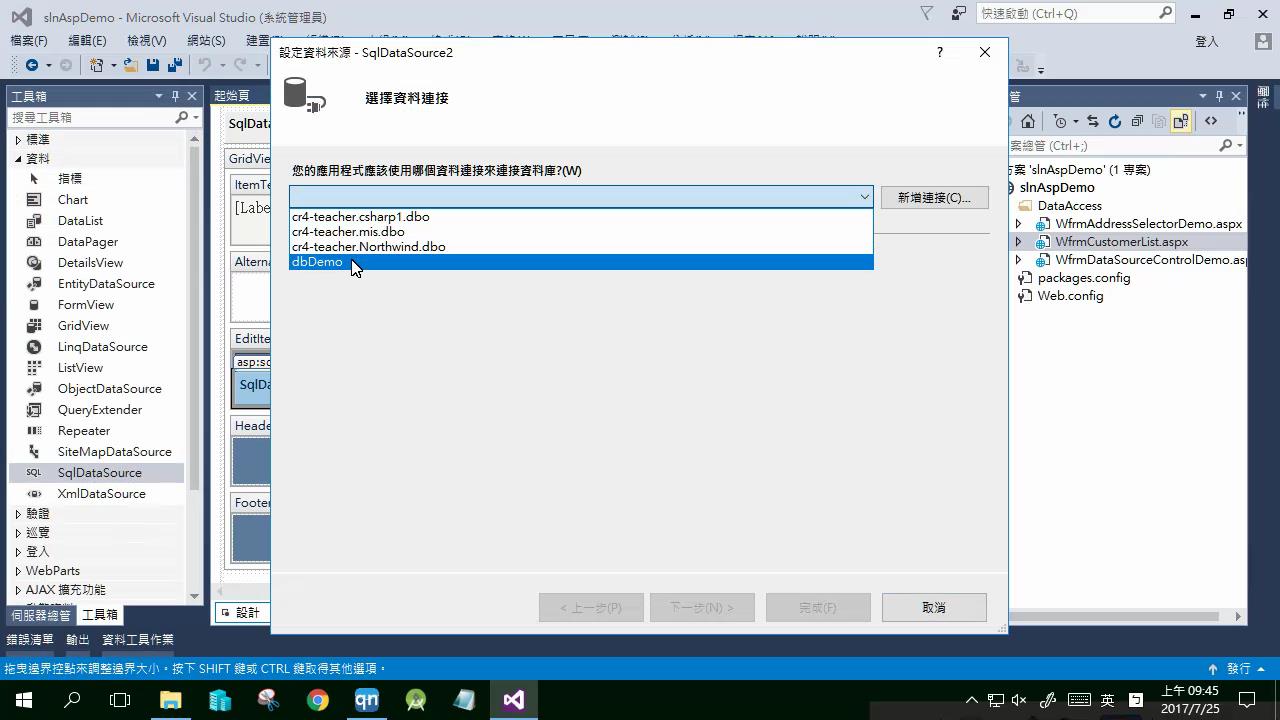 slnAspDemo - Microsoft Visual Studio (系統管理員)
快速啟動 (Ctrl+Q)
檔案(F) 編輯(E) 檢視(V) 網站(S)
登入
設定資料來源 - SqlDataSource2
?
選擇資料連接
您的應用程式應該使用哪個資料連接來連接資料庫?(W)
新增連接(C)...
cr4-teacher.csharp1.dbo
cr4-teacher.mis.dbo
cr4-teacher.Northwind.dbo
dbDemo
< 上一步(P)
下一步(N) >
完成(F)
取消
工具箱
搜尋工具箱
標準
資料
指標
Chart
DataList
DataPager
DetailsView
EntityDataSource
FormView
GridView
LinqDataSource
ListView
ObjectDataSource
QueryExtender
Repeater
SiteMapDataSource
SQL SqlDataSource
XmlDataSource
驗證
巡覽
登入
WebParts
AJAX 擴充功能
伺服器總管 工具箱
起始頁
SqlData
GridVie
ItemTe
[Labe
Alterna
EditIte
asp:sq
SqlDa
Heade
Footer
設計
案總管 (Ctrl+;)
方案 'slnAspDemo' (1 專案)
slnAspDemo
DataAccess
WfrmAddressSelectorDemo.aspx
WfrmCustomerList.aspx
WfrmDataSourceControlDemo.asp
packages.config
Web.config
錯誤清單 輸出 資料工具作業
拖曳邊界控點來調整邊界大小。按下 SHIFT 鍵或 CTRL 鍵取得其他選項。
發行
qn
英
上午 09:45
2017/7/25